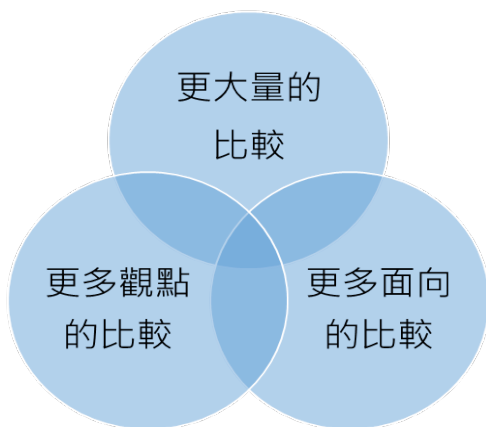 更大量的
比較
更多觀點
的比較
更多面向
的比較